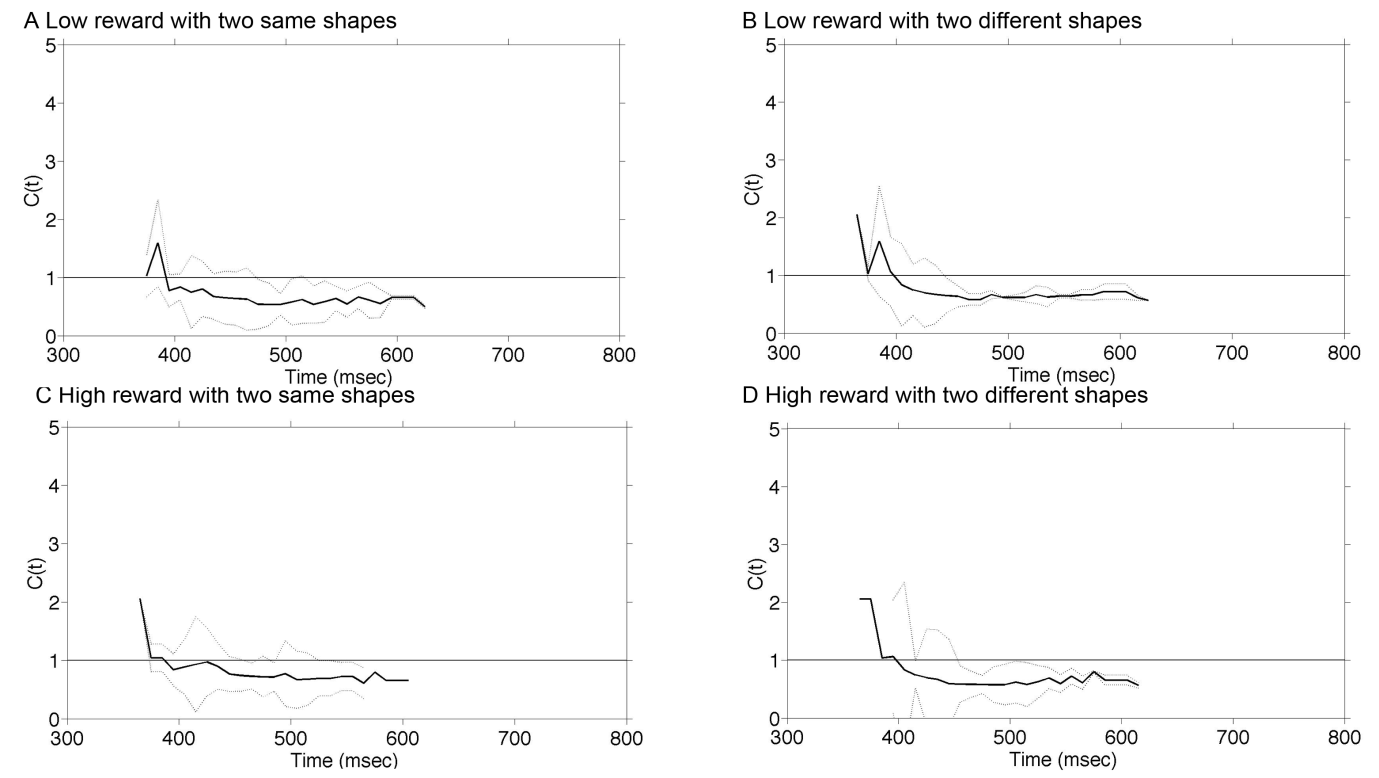 A Low reward with two same shapes
5
4
3
2
1
0
C(t)
300 400 500 600 700 800
Time (msec)
B Low reward with two different shapes
5
4
3
2
1
0
C(t)
300 400 500 600 700 800
Time (msec)
C High reward with two same shapes
5
4
3
2
1
0
C(t)
300 400 500 600 700 800
Time (msec)
D High reward with two different shapes
5
4
3
2
1
0
C(t)
300 400 500 600 700 800
Time (msec)